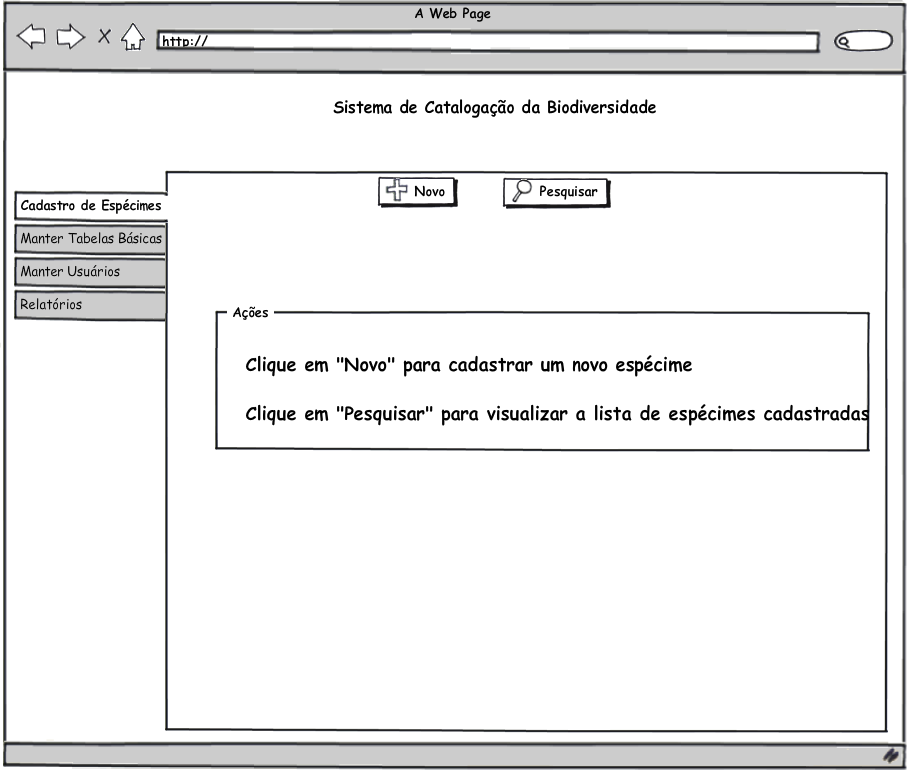 A Web Page
http://
Sistema de Catalogação da Biodiversidade
Novo
Pesquisar
Cadastro de Espécimes
Manter Tabelas Básicas
Manter Usuários
Relatórios
Ações
Clique em "Novo" para cadastrar um novo espécime
Clique em "Pesquisar" para visualizar a lista de espécimes cadastradas